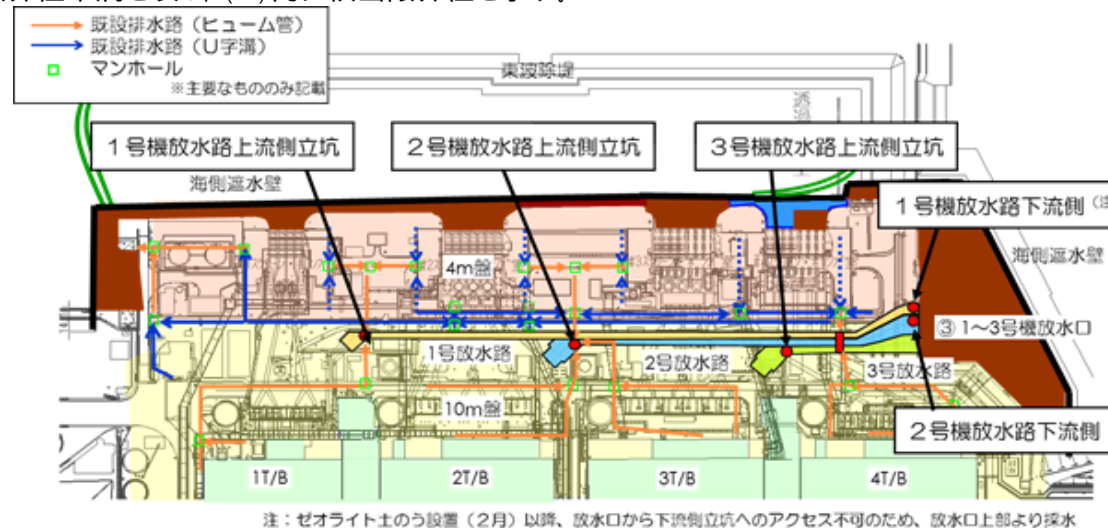 既設排水路（ヒューム管）
既設排水路（U字溝）
マンホール
※主要なもののみ記載
東波除堤
1号機放水路上流側立坑
2号機放水路上流側立坑
3号機放水路上流側立坑
海側遮水壁
1号機放水路下流側
海側遮水壁
4m盤
③ 1〜3号機放水口
1号放水路
2号放水路
3号放水路
10m盤
2号機放水路下流側
1T/B
2T/B
3T/B
4T/B
注：ゼオライト土のう設置（2月）以降、放水口から下流側立坑へのアクセス不可のため、放水口上部より採水